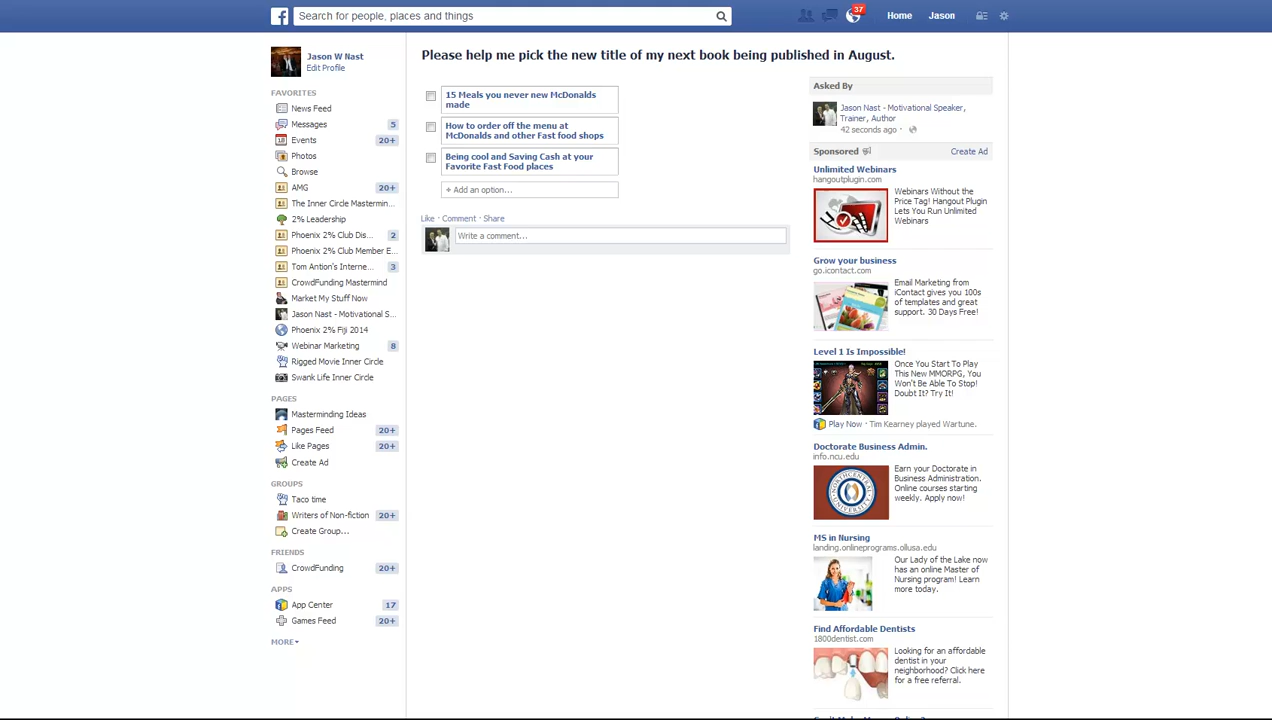 Search for people, places and things
37
Home
Jason
Jason W Nast
Edit Profile
FAVORITES
News Feed
Messages 5
Events 20+
Photos
Browse
AMG 20+
The Inner Circle Mastermin...
2% Leadership
Phoenix 2% Club Dis... 2
Phoenix 2% Club Member E...
Tom Antion's Interne... 3
CrowdFunding Mastermind
Market My Stuff Now
Jason Nast - Motivational S...
Phoenix 2% Fiji 2014
Webinar Marketing 8
Rigged Movie Inner Circle
Swank Life Inner Circle
PAGES
Masterminding Ideas
Pages Feed 20+
Like Pages 20+
Create Ad
GROUPS
Taco time
Writers of Non-fiction 20+
Create Group...
FRIENDS
CrowdFunding 20+
APPS
App Center 17
Games Feed 20+
MORE
Please help me pick the new title of my next book being published in August.
15 Meals you never new McDonalds
made
How to order off the menu at
McDonalds and other Fast food shops
Being cool and Saving Cash at your
Favorite Fast Food places
+ Add an option...
Like · Comment · Share
Write a comment...
Asked By
Jason Nast - Motivational Speaker,
Trainer, Author
42 seconds ago ·
Sponsored
Create Ad
Unlimited Webinars
hangoutplugin.com
Webinars Without the
Price Tag! Hangout Plugin
Lets You Run Unlimited
Webinars
Grow your business
go.icontact.com
Email Marketing from
iContact gives you 100s
of templates and great
support. 30 Days Free!
Level 1 Is Impossible!
Once You Start To Play
This New MMORPG, You
Won't Be Able To Stop!
Doubt It? Try It!
Play Now · Tim Kearney played Wartune.
Doctorate Business Admin.
info.ncu.edu
NORTHCENTRAL
UNIVERSITY
Earn your Doctorate in
Business Administration.
Online courses starting
weekly. Apply now!
MS in Nursing
landing.onlineprograms.ollusa.edu
Our Lady of the Lake now
has an online Master of
Nursing program! Learn
more today.
Find Affordable Dentists
1800dentist.com
Looking for an affordable
dentist in your
neighborhood? Click here
for a free referral.